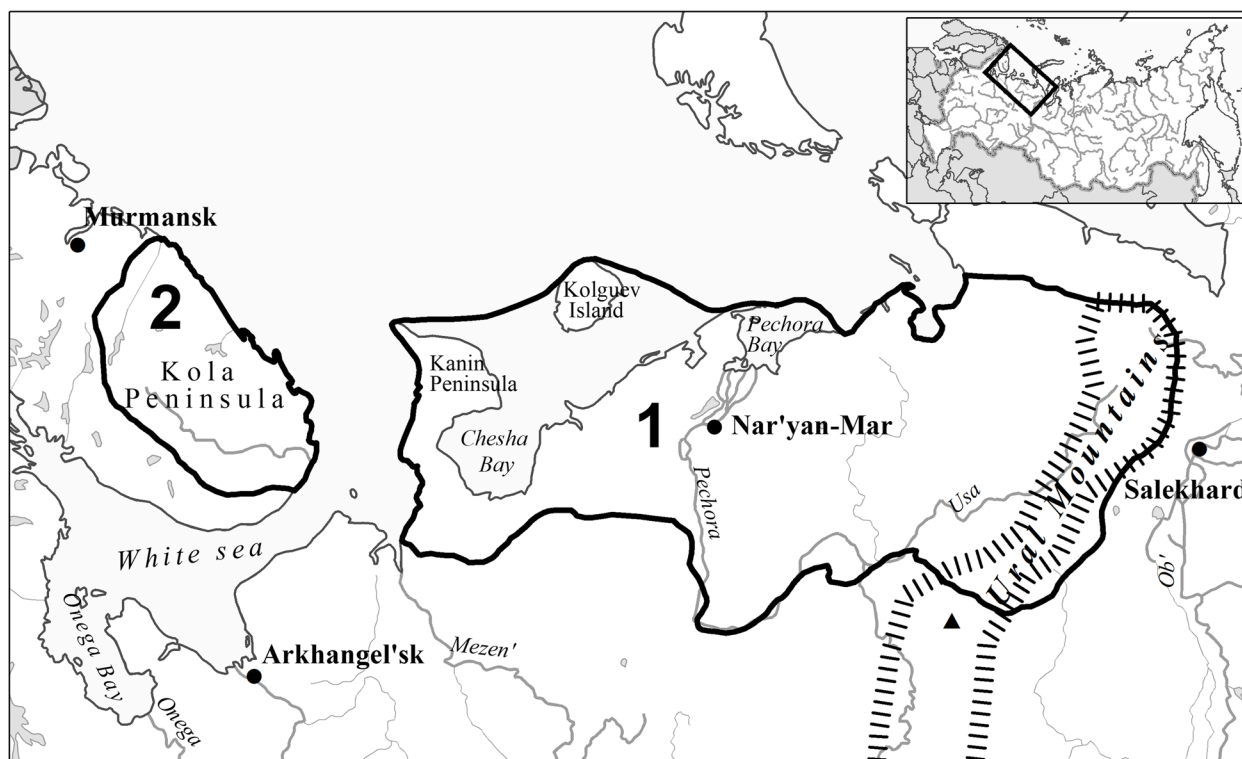 Murmansk
2
Kola
Peninsula
Kolguev
Island
Pechora
Bay
Kanin
Peninsula
1
Chesha
Bay
Nar'yan-Mar
Pechora
Usa
Ural Mountains
Salekhard
Ob'
White sea
Onega Bay
Arkhangel'sk
Mezen'
Onega